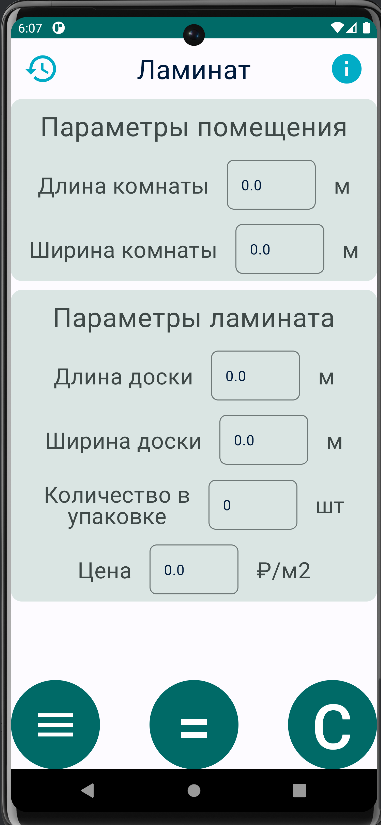 6:07
Ламинат
Параметры помещения
Длина комнаты 0.0 м
Ширина комнаты 0.0 м
Параметры ламината
Длина доски 0.0 м
Ширина доски 0.0 м
Количество в
упаковке 0 шт
Цена 0.0 ₽/м2
= C